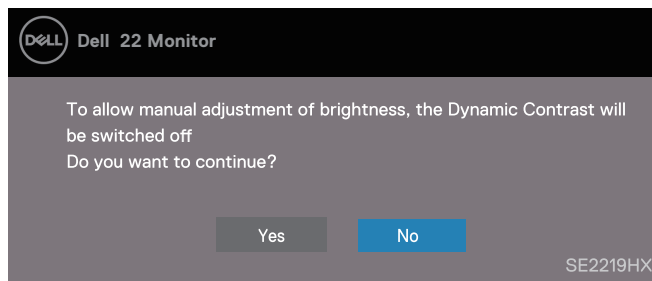 DELL Dell 22 Monitor
To allow manual adjustment of brightness, the Dynamic Contrast will
be switched off
Do you want to continue?
Yes No
SE2219HX